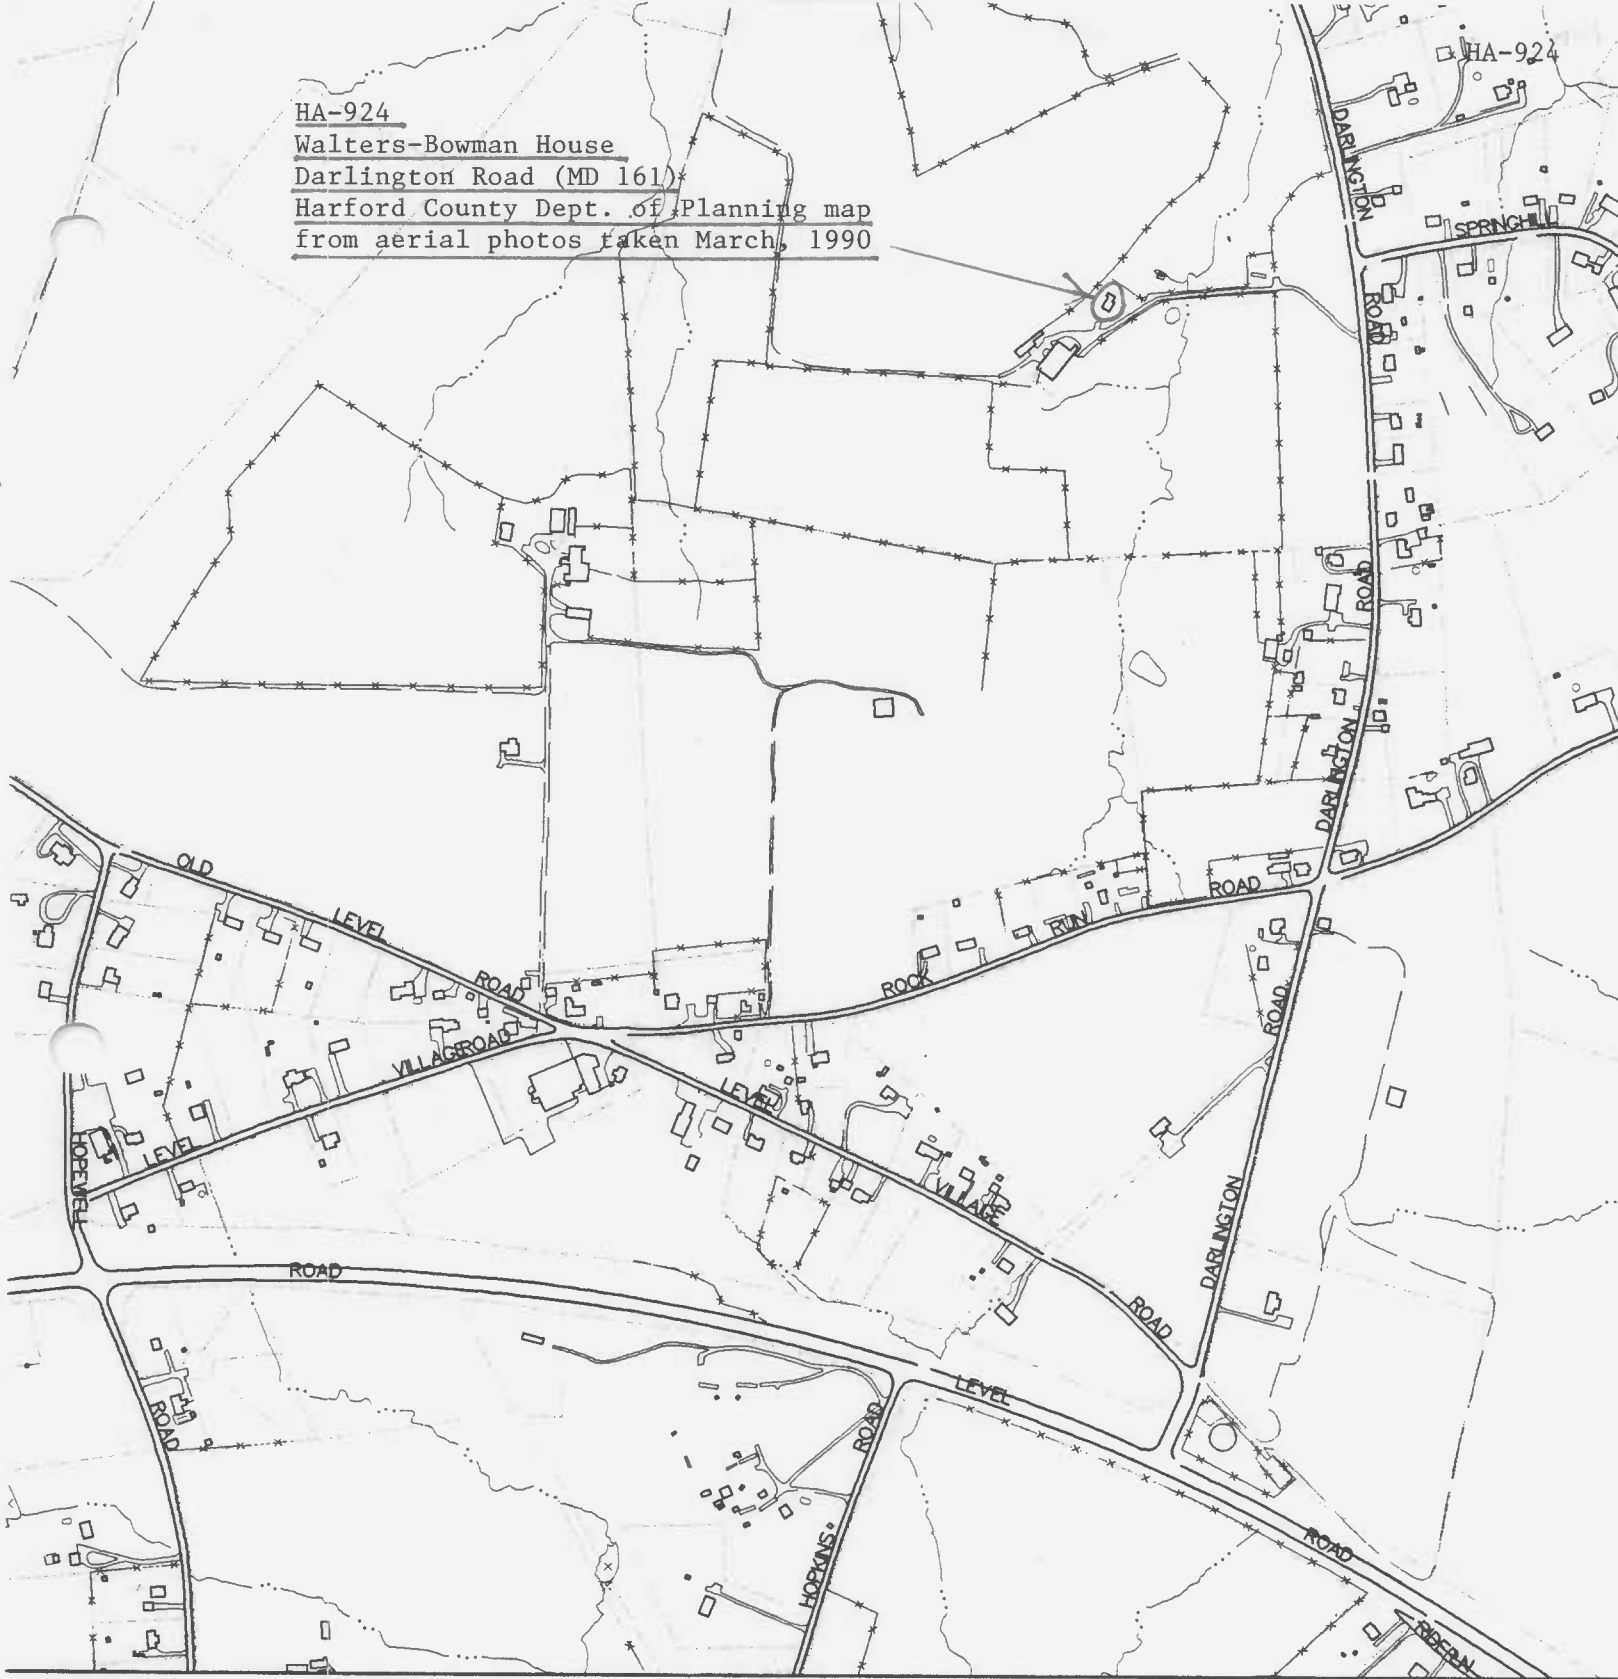 HA-924
HA-924
Walters-Bowman House
Darlington Road (MD 161)
Harford County Dept. of Planning map
from aerial photos taken March, 1990
DARLINGTON
SPRINGHILL
ROAD
ROAD
DARLINGTON
OLD
LEVEL
ROAD
ROAD
RUN
ROCK
ROAD
VILLAGE ROAD
LEVEL
LEVEL
HOPEWELL
VILLAGE
DARLINGTON
ROAD
ROAD
LEVEL
ROAD
ROAD
HOPKINS
ROAD